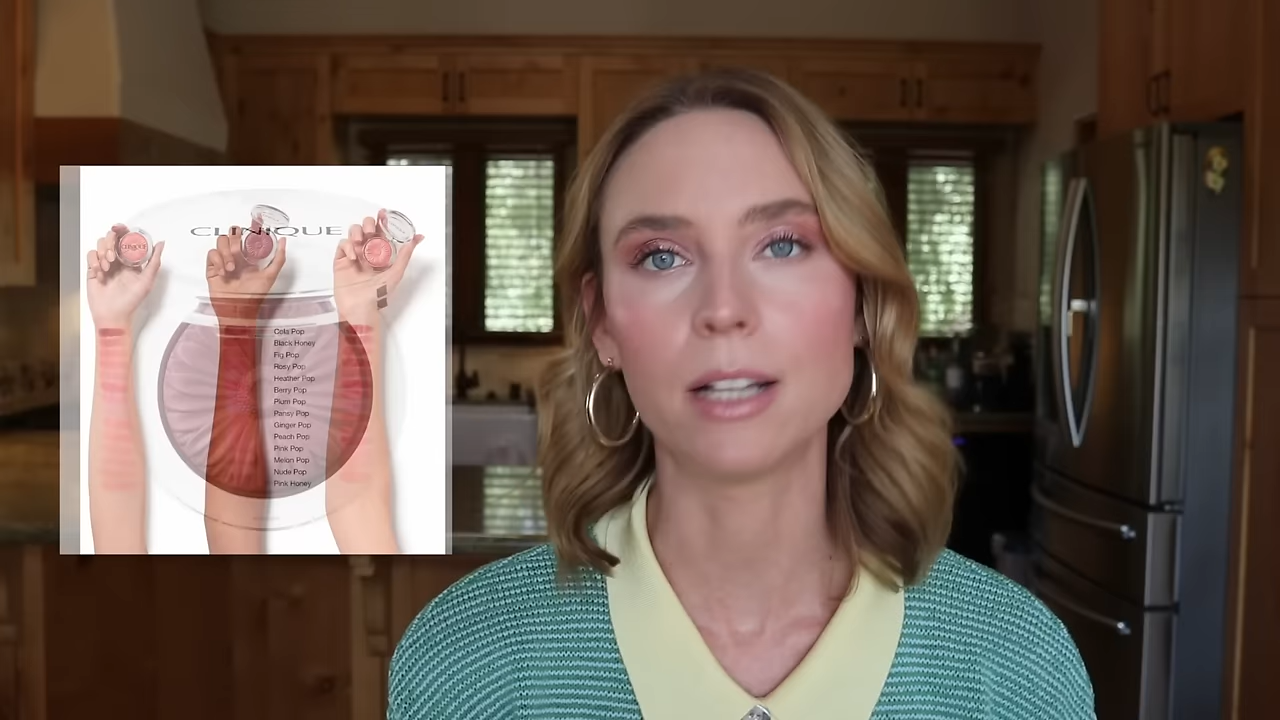 CLINIQUE
CLINIQUE
Cola Pop
Black Honey
Fig Pop
Rosy Pop
Heather Pop
Berry Pop
Plum Pop
Pansy Pop
Ginger Pop
Peach Pop
Pink Pop
Melon Pop
Nude Pop
Pink Honey